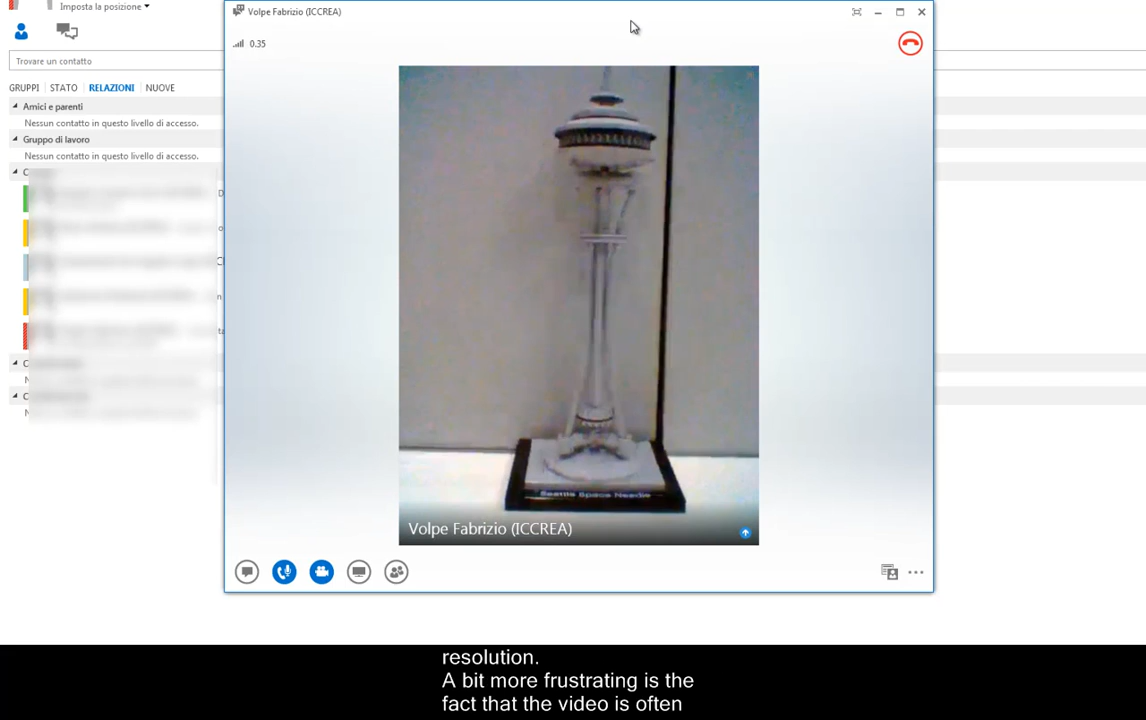 Imposta la posizione
Volpe Fabrizio (ICCREA)
0.35
Trovare un contatto
GRUPPI STATO RELAZIONI NUOVE
Amici e parenti
Nessun contatto in questo livello di accesso.
Gruppo di lavoro
Nessun contatto in questo livello di accesso.
Seattle Space Needle
Volpe Fabrizio (ICCREA)
resolution.
A bit more frustrating is the
fact that the video is often